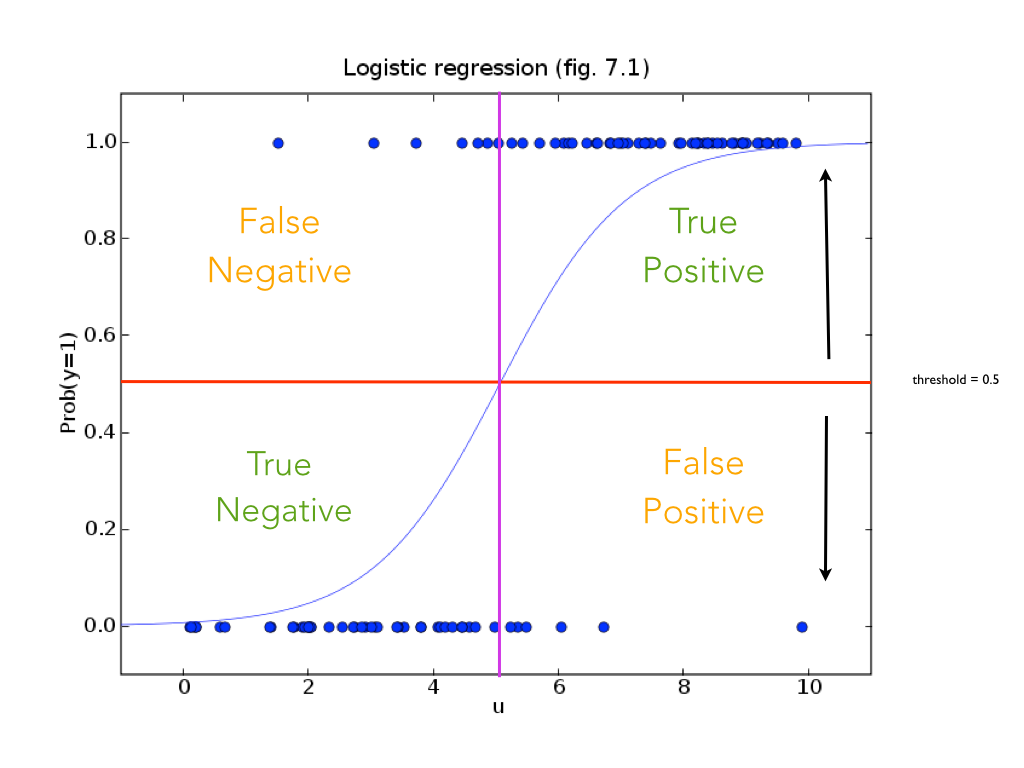 Logistic regression (fig. 7.1)
1.0
0.8
0.6
0.4
0.2
0.0
Prob(y=1)
False
Negative
True
Positive
threshold = 0.5
True
Negative
False
Positive
0 2 4 6 8 10
u